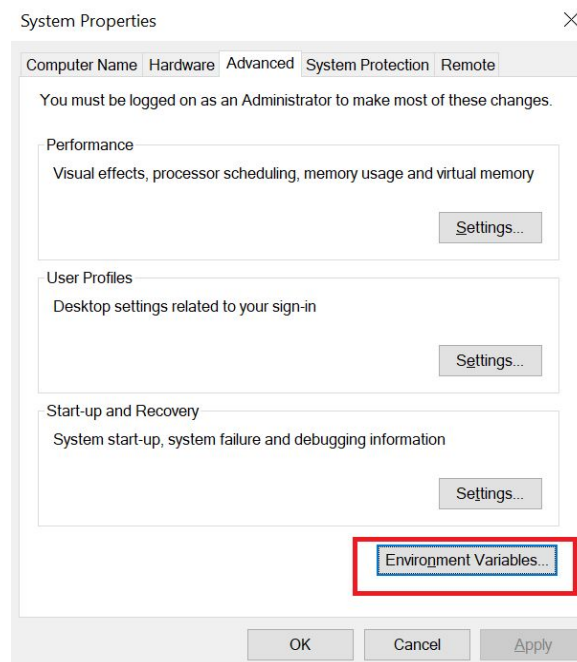 System Properties
Computer Name Hardware Advanced System Protection Remote
You must be logged on as an Administrator to make most of these changes.
Performance
Visual effects, processor scheduling, memory usage and virtual memory
Settings...
User Profiles
Desktop settings related to your sign-in
Settings...
Start-up and Recovery
System start-up, system failure and debugging information
Settings...
Environment Variables...
OK Cancel Apply